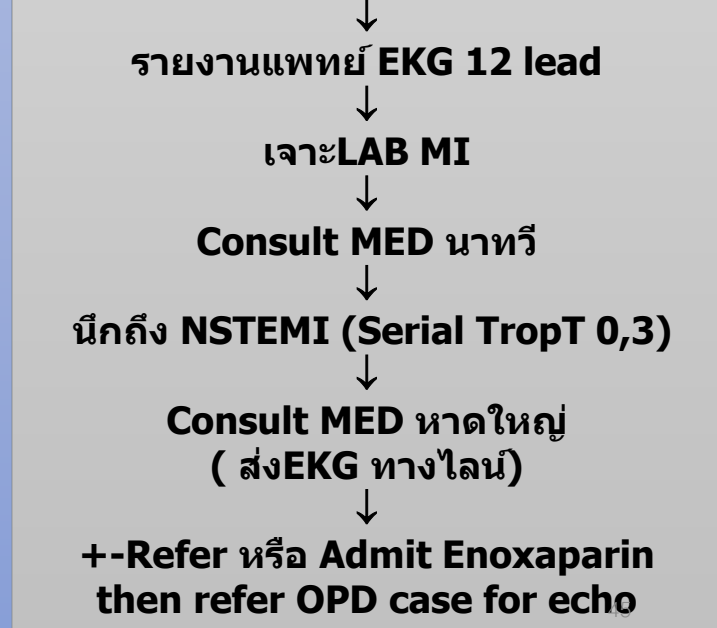 ↓
รายงานแพทย์ EKG 12 lead
↓
เจาะLAB MI
↓
Consult MED นาทวี
↓
นึกถึง NSTEMI (Serial TropT 0,3)
↓
Consult MED หาดใหญ่
( ส่งEKG ทางไลน์)
↓
+-Refer หรือ Admit Enoxaparin
then refer OPD case for echo